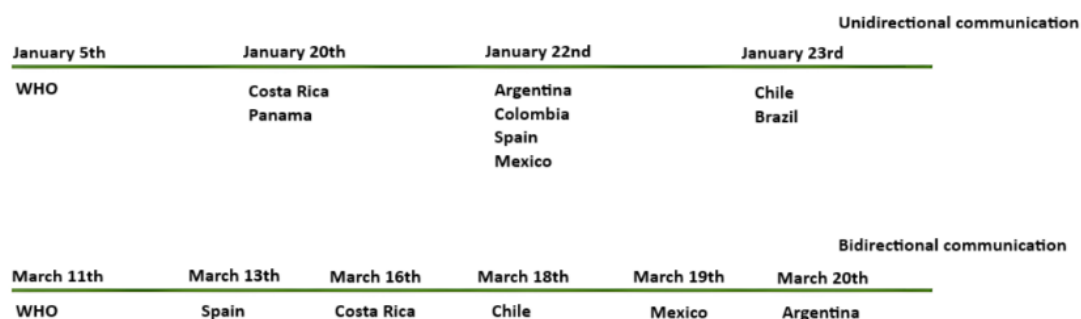 Unidirectional communication
January 5th January 20th January 22nd January 23rd
WHO Costa Rica Argentina Chile
Panama Colombia Brazil
Spain
Mexico
Bidirectional communication
March 11th March 13th March 16th March 18th March 19th March 20th
WHO Spain Costa Rica Chile Mexico Argentina